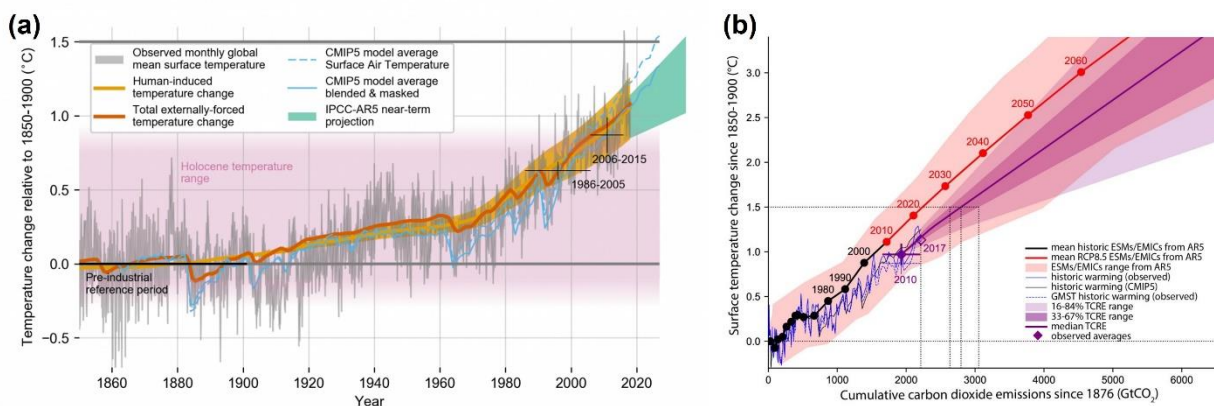 (a)
1.5
1.0
0.5
0.0
−0.5
Temperature change relative to 1850-1900 (°C)
Observed monthly global
mean surface temperature
Human-induced
temperature change
Total externally-forced
temperature change
CMIP5 model average
Surface Air Temperature
CMIP5 model average
blended & masked
IPCC-AR5 near-term
projection
Holocene temperature
range
2006-2015
1986-2005
Pre-industrial
reference period
1860 1880 1900 1920 1940 1960 1980 2000 2020
Year
(b)
3.5
3.0
2.5
2.0
1.5
1.0
0.5
0.0
Surface temperature change since 1850-1900 (°C)
2060
2050
2040
2030
2020
2010
2000
1990
1980
2017
2010
mean historic ESMs/EMICs from AR5
mean RCP8.5 ESMs/EMICs from AR5
ESMs/EMICs range from AR5
historic warming (observed)
historic warming (CMIP5)
GMST historic warming (observed)
16-84% TCRE range
33-67% TCRE range
median TCRE
observed averages
0 1000 2000 3000 4000 5000 6000
Cumulative carbon dioxide emissions since 1876 (GtCO2)